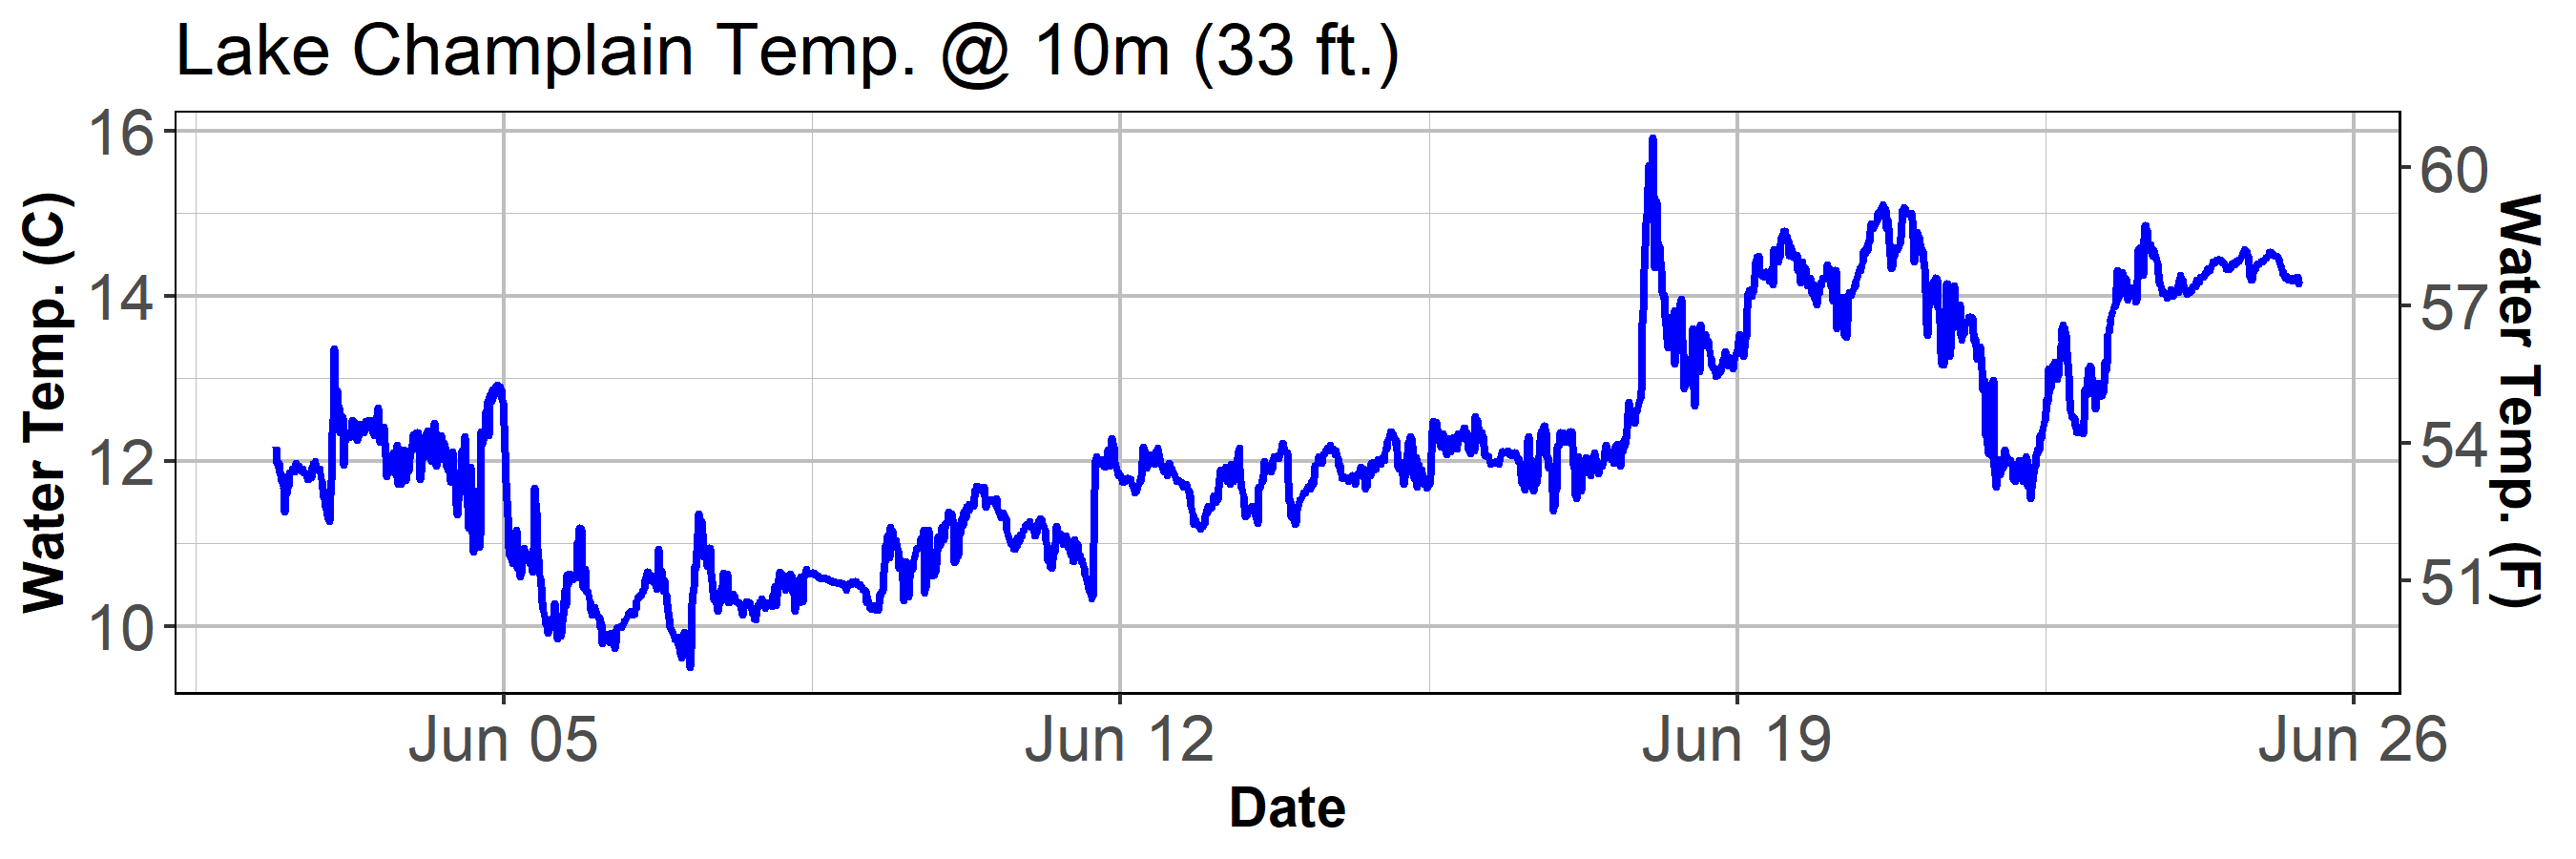 Lake Champlain Temp. @ 10m (33 ft.)
Water Temp. (C)
16
14
12
10
60
57
54
51
Water Temp. (F)
Jun 05
Jun 12
Jun 19
Jun 26
Date